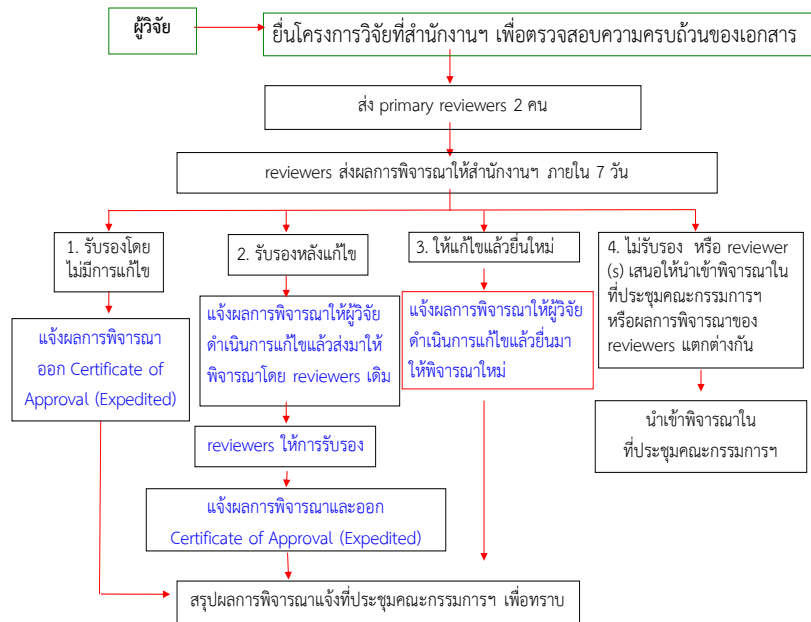 ผู้วิจัย
ยื่นโครงการวิจัยที่สำนักงานฯ เพื่อตรวจสอบความครบถ้วนของเอกสาร
ส่ง primary reviewers 2 คน
reviewers ส่งผลการพิจารณาให้สำนักงานฯ ภายใน 7 วัน
1. รับรองโดย
ไม่มีการแก้ไข
2. รับรองหลังแก้ไข
3. ให้แก้ไขแล้วยื่นใหม่
4. ไม่รับรอง หรือ reviewer
(s) เสนอให้นำเข้าพิจารณาใน
ที่ประชุมคณะกรรมการฯ
หรือผลการพิจารณาของ
reviewers แตกต่างกัน
แจ้งผลการพิจารณา
ออก Certificate of
Approval (Expedited)
แจ้งผลการพิจารณาให้ผู้วิจัย
ดำเนินการแก้ไขแล้วส่งมาให้
พิจารณาโดย reviewers เดิม
แจ้งผลการพิจารณาให้ผู้วิจัย
ดำเนินการแก้ไขแล้วยื่นมา
ให้พิจารณาใหม่
นำเข้าพิจารณาใน
ที่ประชุมคณะกรรมการฯ
reviewers ให้การรับรอง
แจ้งผลการพิจารณาและออก
Certificate of Approval (Expedited)
สรุปผลการพิจารณาแจ้งที่ประชุมคณะกรรมการฯ เพื่อทราบ